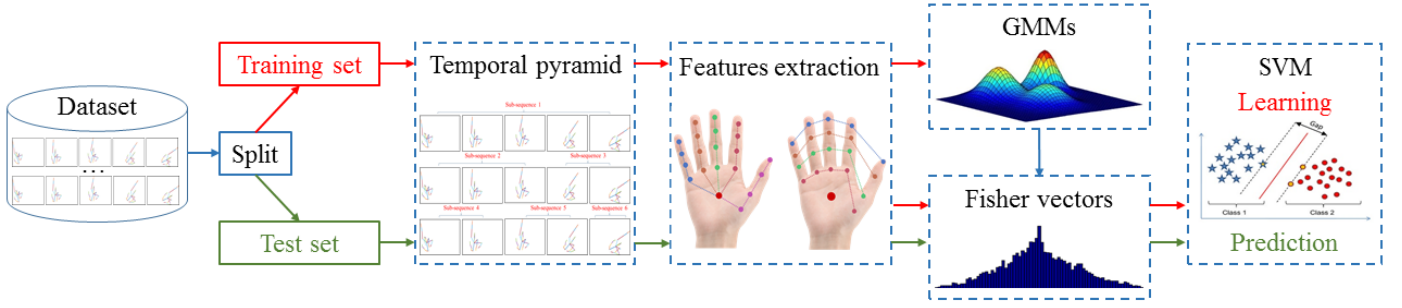 Dataset
...
Split
Training set
Test set
Temporal pyramid
Sub-sequence 1
Sub-sequence 2
Sub-sequence 3
Sub-sequence 4
Sub-sequence 5
Sub-sequence 6
Features extraction
GMMs
Fisher vectors
SVM
Learning
Gap
Class 1
Class 2
Prediction